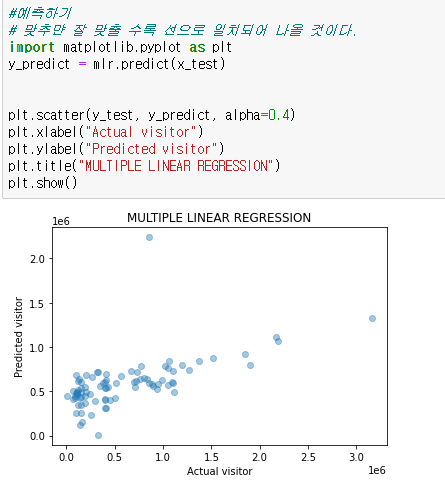 #예측하기
# 맞추만 잘 맞출 수록 선으로 일치되어 나올 것이다.
import matplotlib.pyplot as plt
y_predict = mlr.predict(x_test)
plt.scatter(y_test, y_predict, alpha=0.4)
plt.xlabel("Actual visitor")
plt.ylabel("Predicted visitor")
plt.title("MULTIPLE LINEAR REGRESSION")
plt.show()
MULTIPLE LINEAR REGRESSION
1e6
2.0
1.5
1.0
0.5
0.0
Predicted visitor
0.0 0.5 1.0 1.5 2.0 2.5 3.0
Actual visitor
1e6